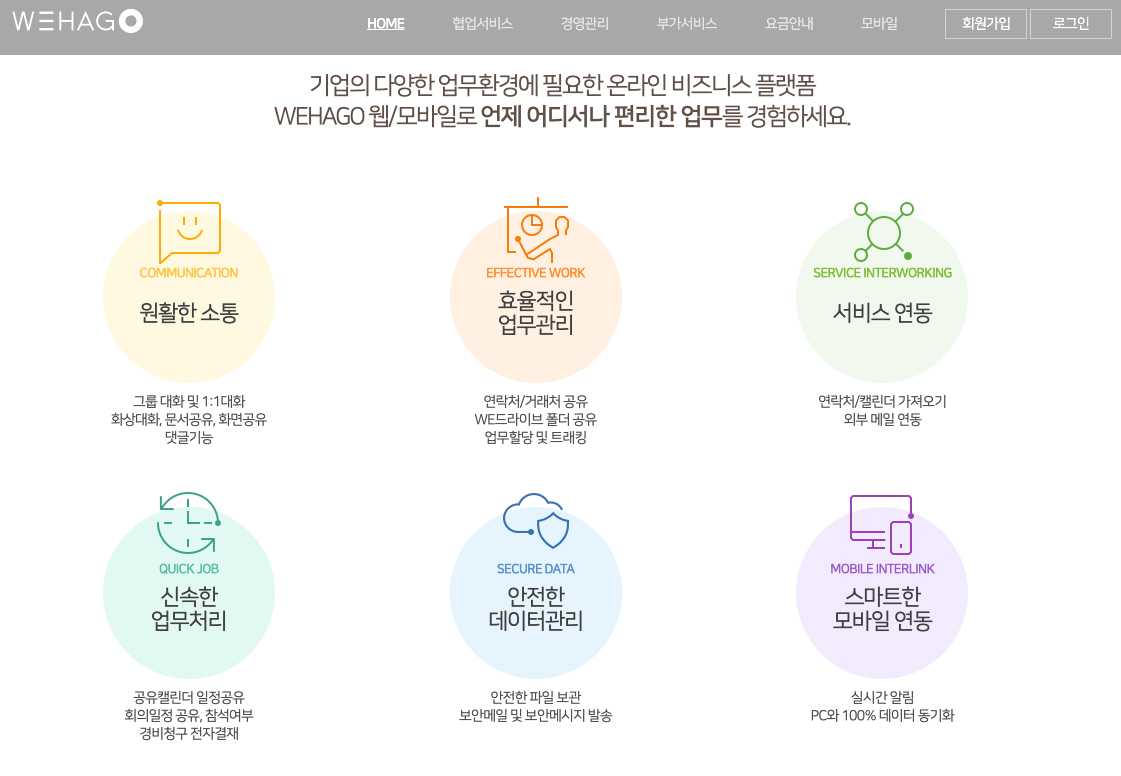 WEHAGO
HOME 협업서비스 경영관리 부가서비스 요금안내 모바일 회원가입 로그인
기업의 다양한 업무환경에 필요한 온라인 비즈니스 플랫폼
WEHAGO 웹/모바일로 언제 어디서나 편리한 업무를 경험하세요.
COMMUNICATION
원활한 소통
그룹 대화 및 1:1대화
화상대화, 문서공유, 화면공유
댓글기능
EFFECTIVE WORK
효율적인
업무관리
연락처/거래처 공유
WE드라이브 폴더 공유
업무할당 및 트래킹
SERVICE INTERWORKING
서비스 연동
연락처/캘린더 가져오기
외부 메일 연동
QUICK JOB
신속한
업무처리
공유캘린더 일정공유
회의일정 공유, 참석여부
경비청구 전자결재
SECURE DATA
안전한
데이터관리
안전한 파일 보관
보안메일 및 보안메시지 발송
MOBILE INTERLINK
스마트한
모바일 연동
실시간 알림
PC와 100% 데이터 동기화